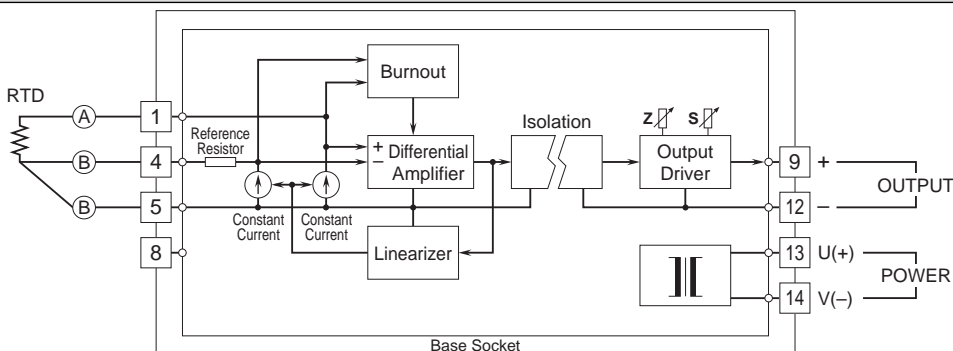 RTD
A
B
B
1
4
5
8
Reference
Resistor
Burnout
+
−
Differential
Amplifier
Constant
Current
Constant
Current
Linearizer
Isolation
Z
S
Output
Driver
9
+
12
−
OUTPUT
13
U(+)
14
V(−)
POWER
Base Socket